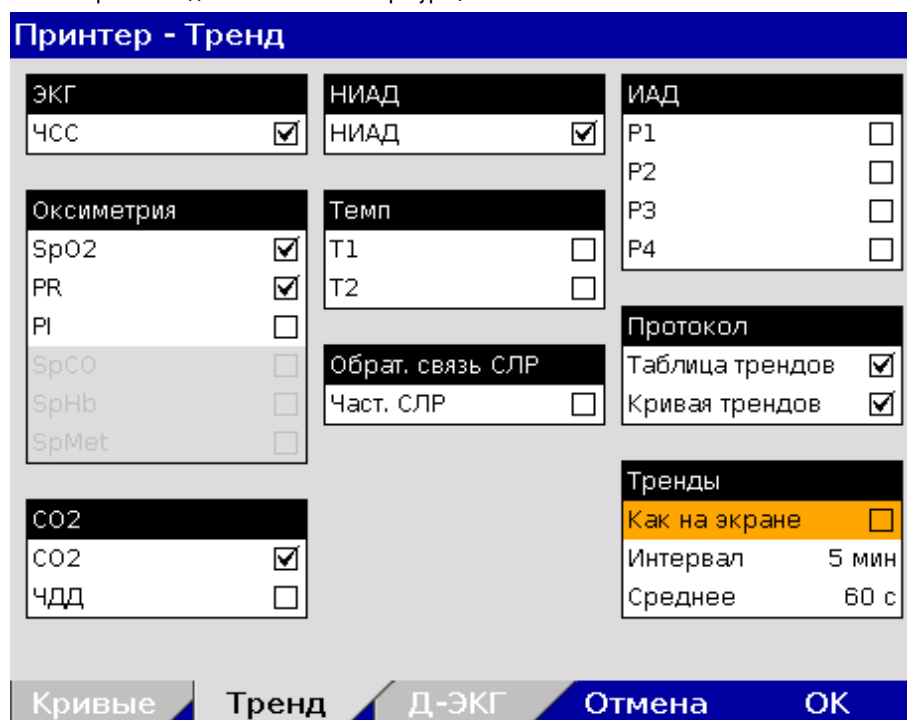 Принтер - Тренд
ЭКГ
ЧСС
Оксиметрия
SpO2
PR
PI
SpCO
SpHb
SpMet
CO2
CO2
ЧДД
НИАД
НИАД
Темп
T1
T2
Обрат. связь СЛР
Част. СЛР
ИАД
P1
P2
P3
P4
Протокол
Таблица трендов
Кривая трендов
Тренды
Как на экране
Интервал 5 мин
Среднее 60 с
Кривые Тренд Д-ЭКГ Отмена ОК